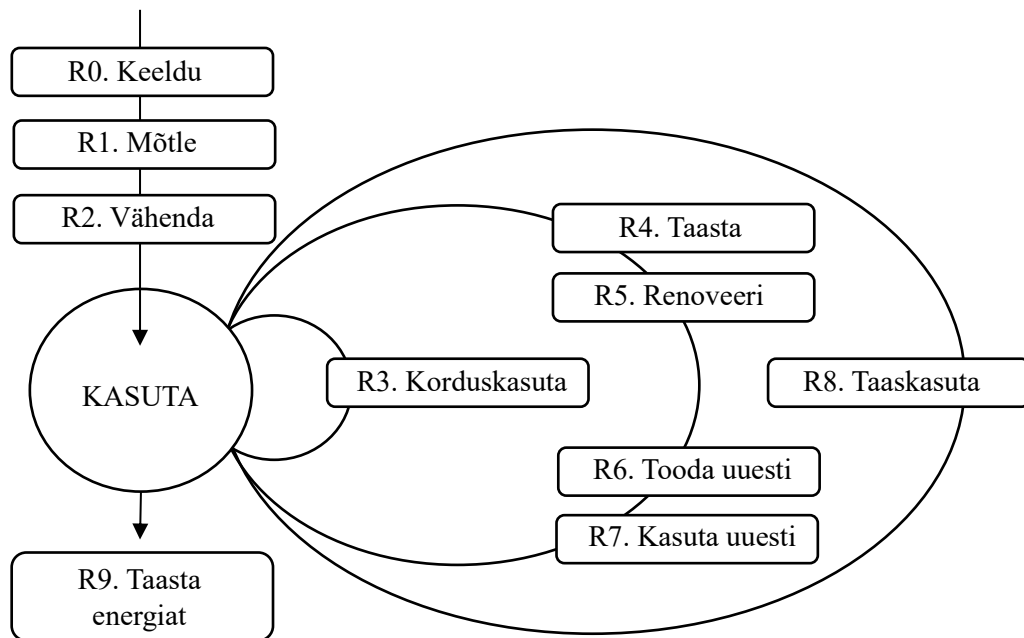 R0. Keeldu
R1. Mõtle
R2. Vähenda
R4. Taasta
R5. Renoveeri
R3. Korduskasuta
R8. Taaskasuta
KASUTA
R6. Tooda uuesti
R7. Kasuta uuesti
R9. Taasta
energiat